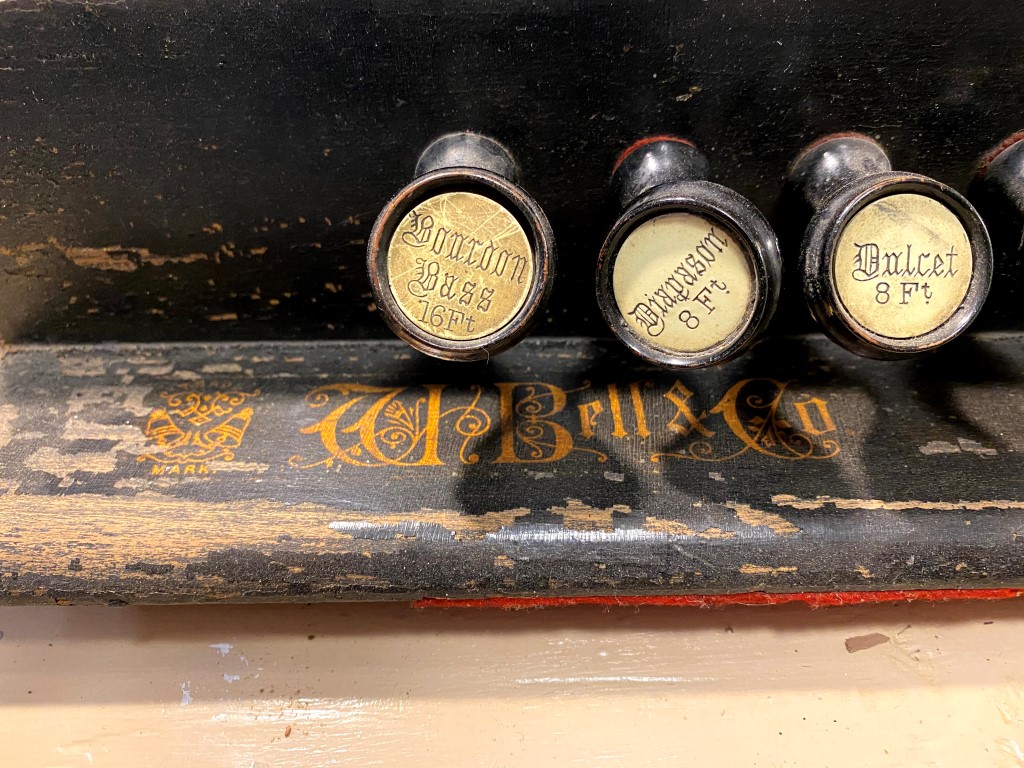 Bourdon
Bass
16Ft
Diapason
8 Ft
Dulcet
8 Ft
MARK
W Bell & Co